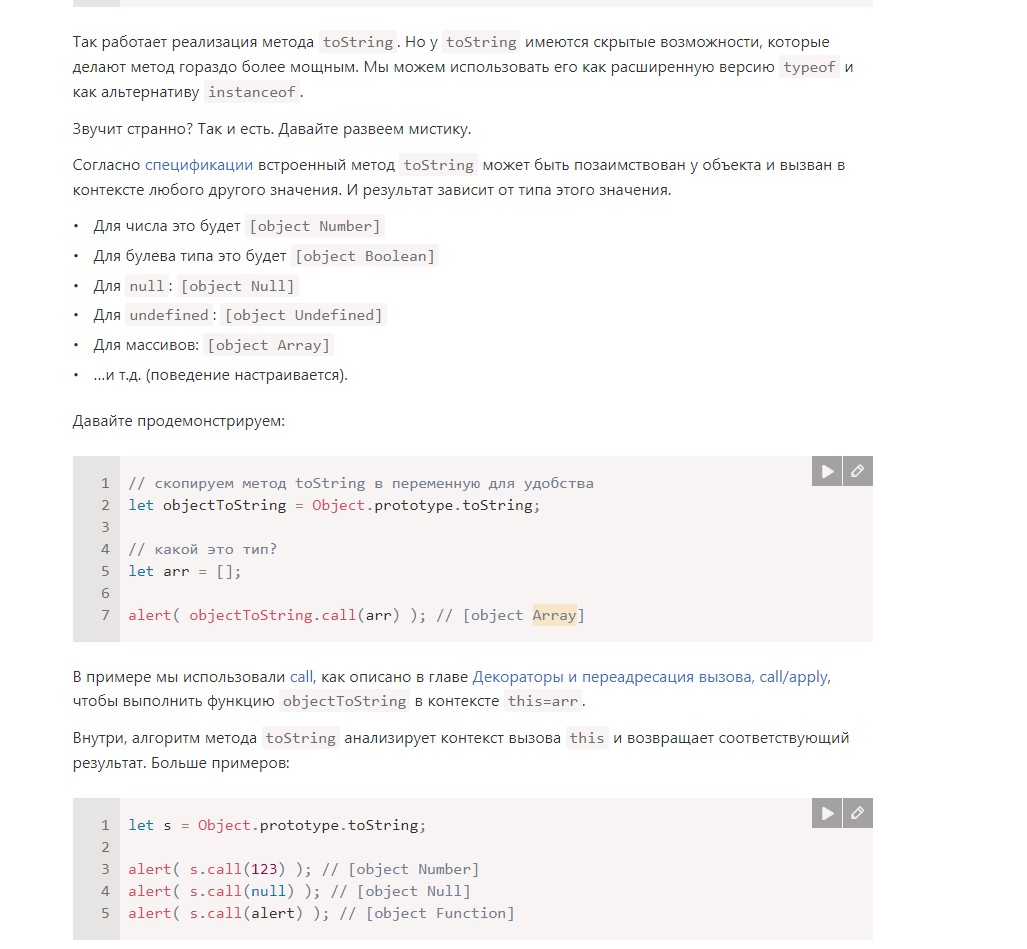 Так работает реализация метода toString. Но у toString имеются скрытые возможности, которые
делают метод гораздо более мощным. Мы можем использовать его как расширенную версию typeof и
как альтернативу instanceof.
Звучит странно? Так и есть. Давайте развеем мистику.
Согласно спецификации встроенный метод toString может быть позаимствован у объекта и вызван в
контексте любого другого значения. И результат зависит от типа этого значения.
• Для числа это будет [object Number]
• Для булева типа это будет [object Boolean]
• Для null: [object Null]
• Для undefined: [object Undefined]
• Для массивов: [object Array]
• …и т.д. (поведение настраивается).
Давайте продемонстрируем:
1 // скопируем метод toString в переменную для удобства
2 let objectToString = Object.prototype.toString;
3
4 // какой это тип?
5 let arr = [];
6
7 alert( objectToString.call(arr) ); // [object Array]
В примере мы использовали call, как описано в главе Декораторы и переадресация вызова, call/apply,
чтобы выполнить функцию objectToString в контексте this=arr.
Внутри, алгоритм метода toString анализирует контекст вызова this и возвращает соответствующий
результат. Больше примеров:
1 let s = Object.prototype.toString;
2
3 alert( s.call(123) ); // [object Number]
4 alert( s.call(null) ); // [object Null]
5 alert( s.call(alert) ); // [object Function]